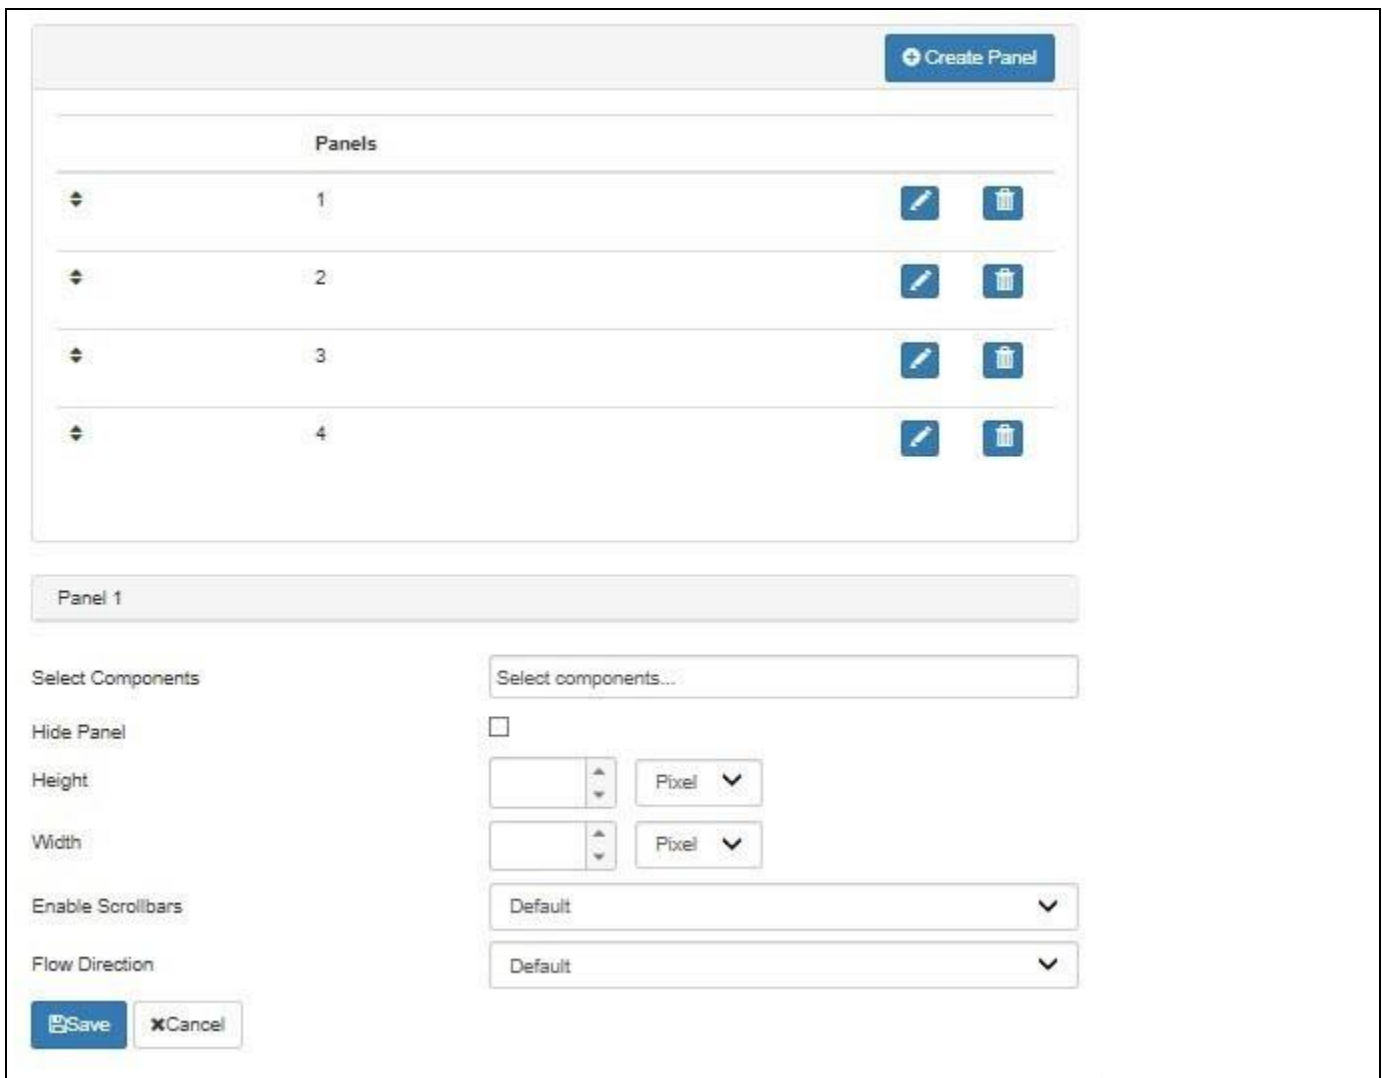 Create Panel
Panels
1
2
3
4
Panel 1
Select Components Select components...
Hide Panel
Height Pixel
Width Pixel
Enable Scrollbars Default
Flow Direction Default
Save Cancel